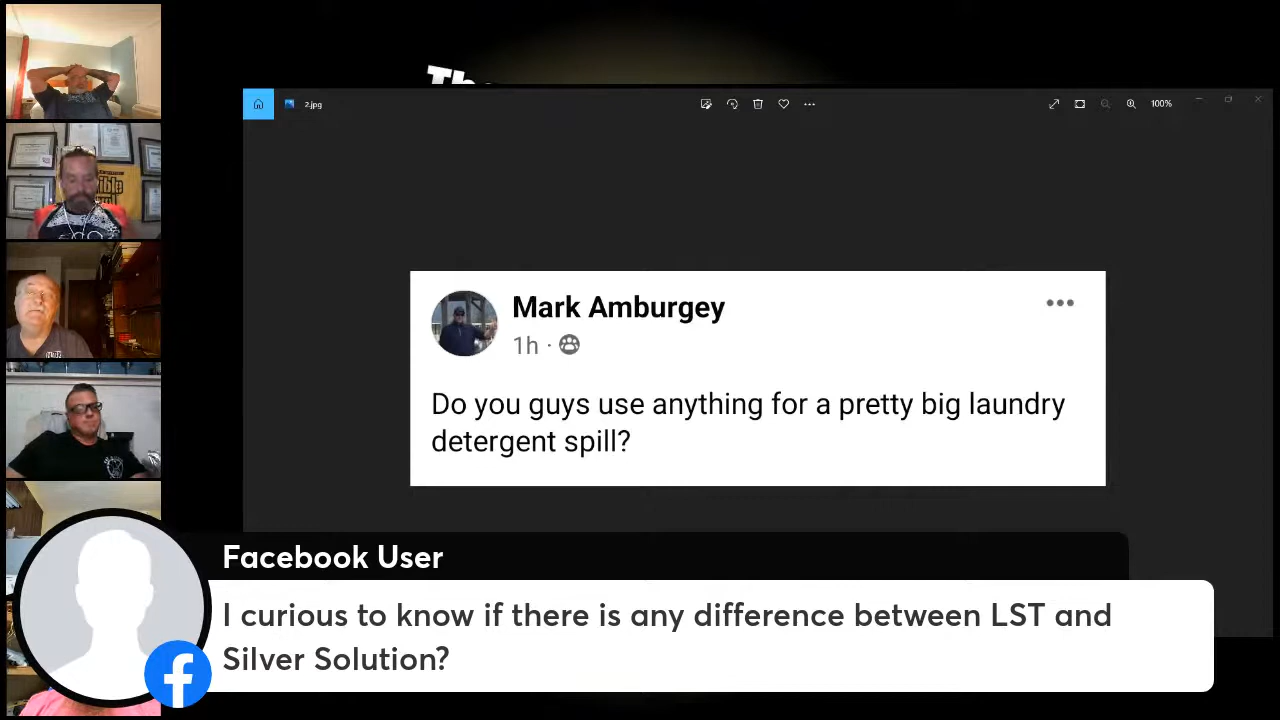 Th
2.jpg
100%
Mark Amburgey
1h ·
Do you guys use anything for a pretty big laundry
detergent spill?
Facebook User
I curious to know if there is any difference between LST and
Silver Solution?